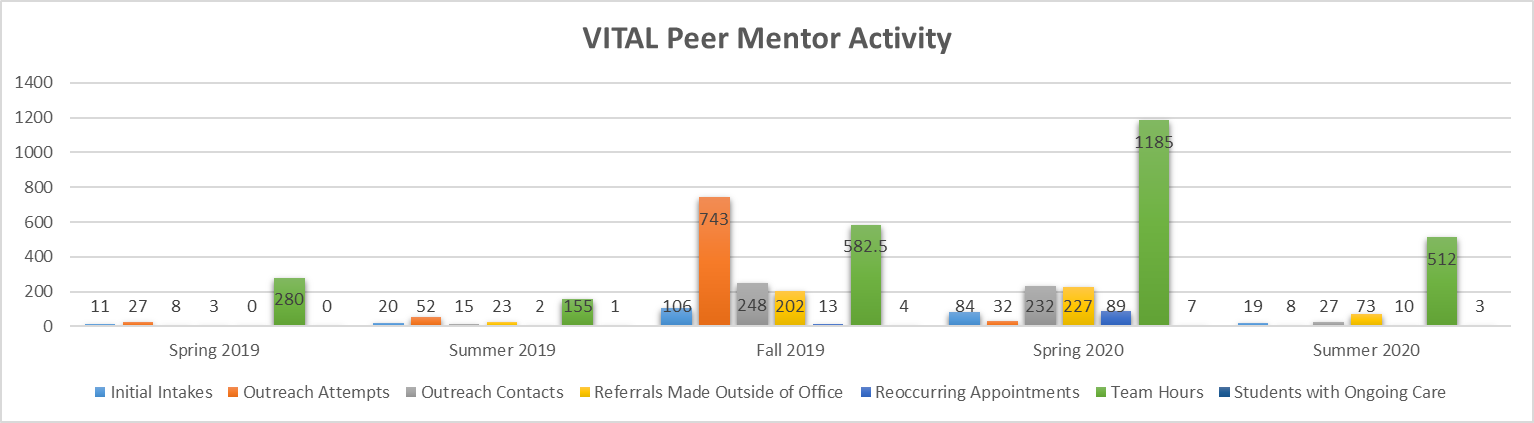 VITAL Peer Mentor Activity
1400
1200
1000
800
600
400
200
0
11 27 8 3 0 280 0 20 52 15 23 2 155 1 106 743 248 202 13 582.5 4 84 32 232 227 89 1185 7 19 8 27 73 10 512 3
Spring 2019 Summer 2019 Fall 2019 Spring 2020 Summer 2020
Initial Intakes Outreach Attempts Outreach Contacts Referrals Made Outside of Office Reoccurring Appointments Team Hours Students with Ongoing Care